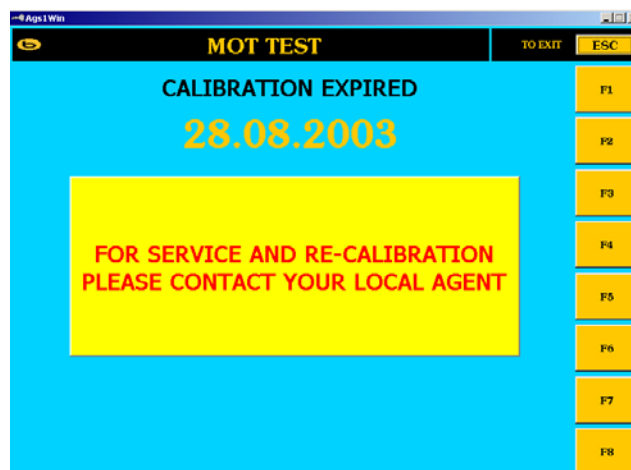 Ags1Win
MOT TEST
TO EXIT
ESC
CALIBRATION EXPIRED
28.08.2003
FOR SERVICE AND RE-CALIBRATION
PLEASE CONTACT YOUR LOCAL AGENT
F1
F2
F3
F4
F5
F6
F7
F8